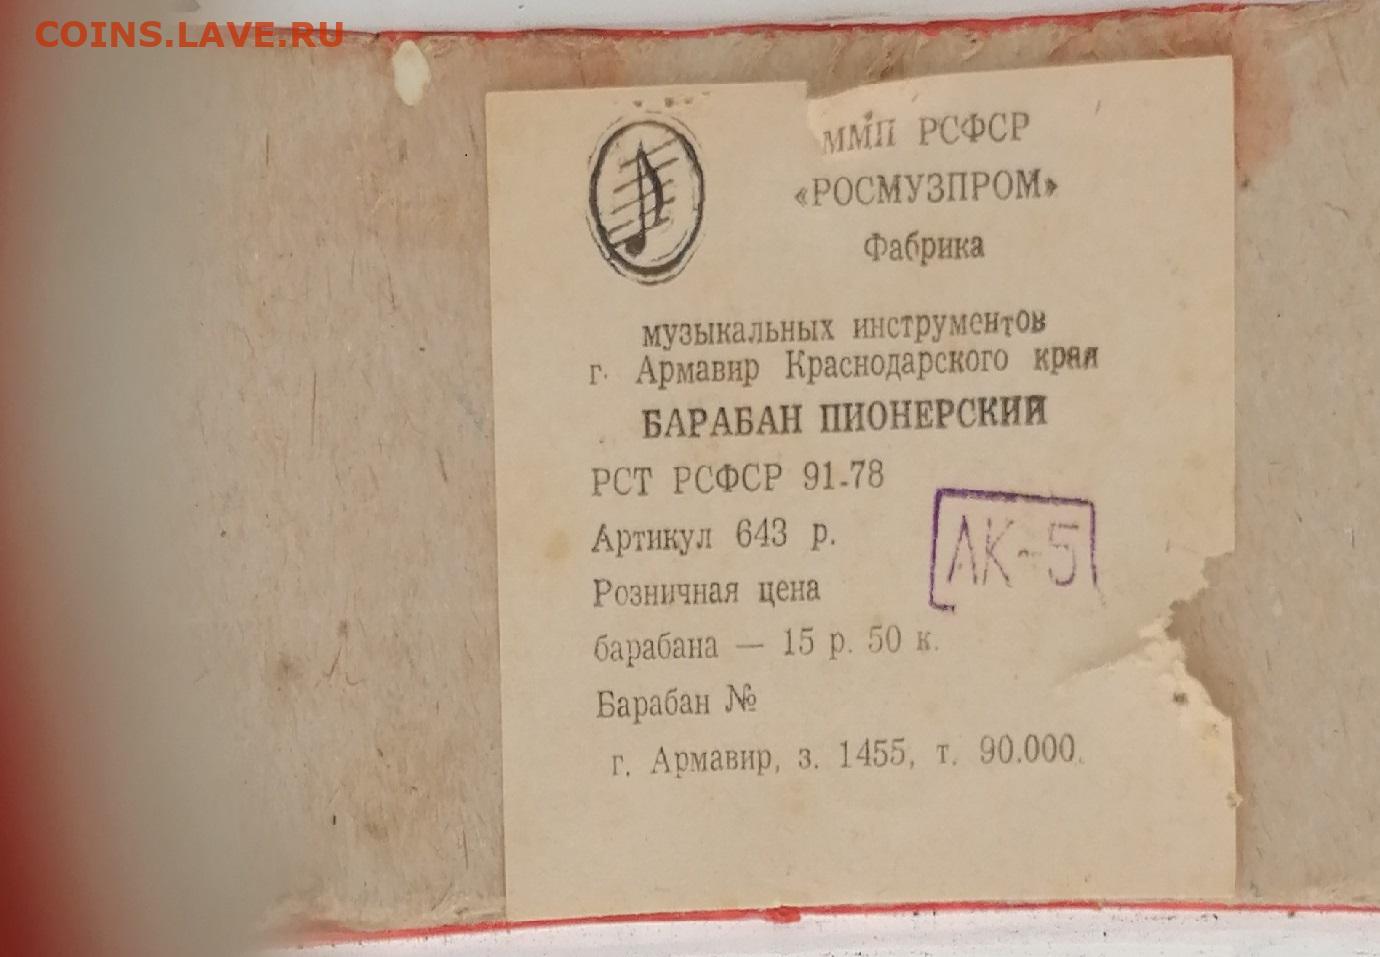 COINS.LAVE.RU
ММП РСФСР
«РОСМУЗПРОМ»
Фабрика
музыкальных инструментов
г. Армавир Краснодарского края
БАРАБАН ПИОНЕРСКИЙ
РСТ РСФСР 91-78
Артикул 643 р.
ЛК-5
Розничная цена
барабана — 15 р. 50 к.
Барабан №
г. Армавир, з. 1455, т. 90.000.